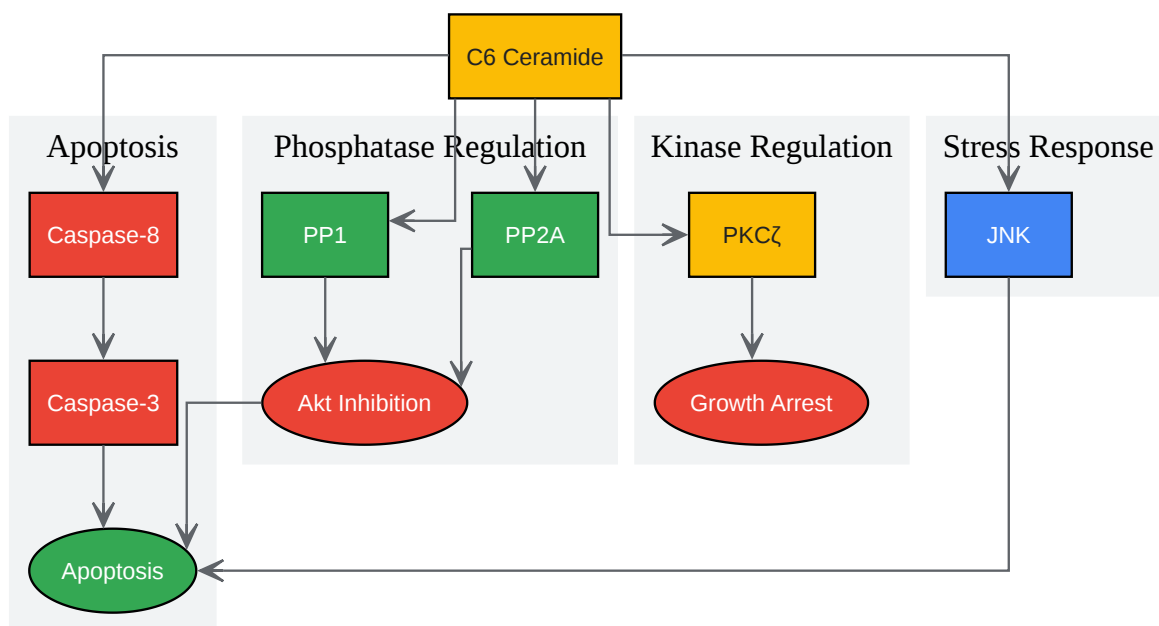 C6 Ceramide
Apoptosis
Phosphatase Regulation
Kinase Regulation
Stress Response
Caspase-8
PP1
PP2A
PKCζ
JNK
Caspase-3
Akt Inhibition
Growth Arrest
Apoptosis